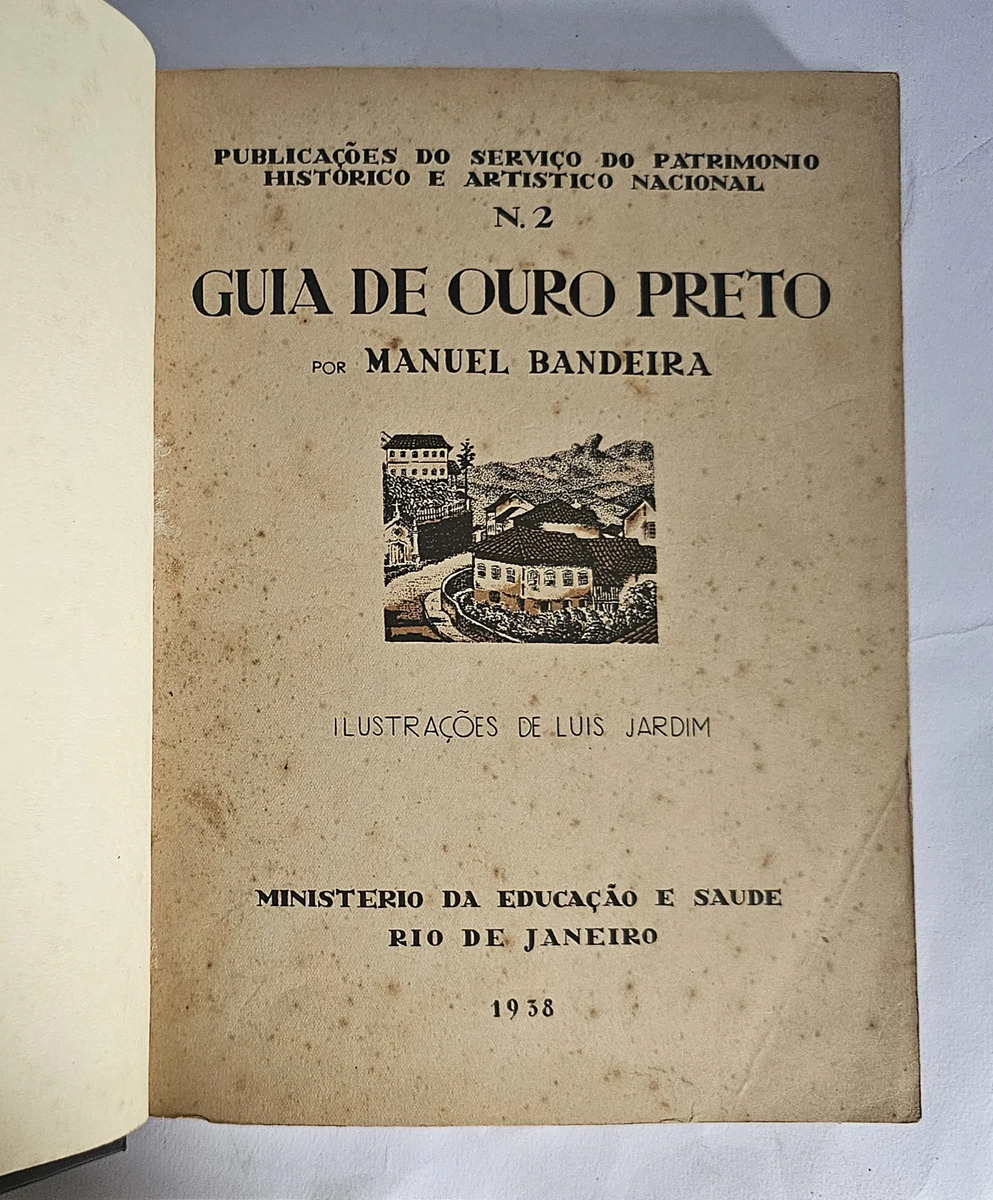 PUBLICAÇÕES DO SERVIÇO DO PATRIMONIO
HISTÓRICO E ARTISTICO NACIONAL
N. 2
GUIA DE OURO PRETO
POR MANUEL BANDEIRA
ILUSTRAÇÕES DE LUIS JARDIM
MINISTERIO DA EDUCAÇÃO E SAUDE
RIO DE JANEIRO
1938